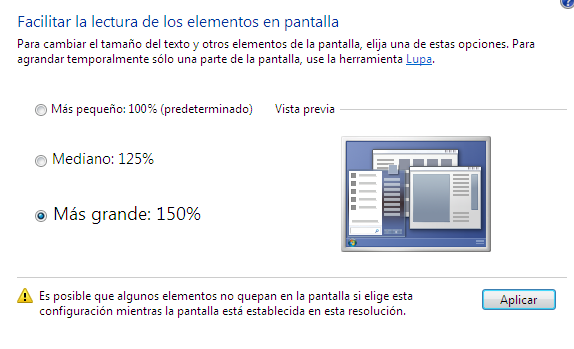 Facilitar la lectura de los elementos en pantalla
Para cambiar el tamaño del texto y otros elementos de la pantalla, elija una de estas opciones. Para
agrandar temporalmente sólo una parte de la pantalla, use la herramienta Lupa.
Más pequeño: 100% (predeterminado)
Vista previa
Mediano: 125%
Más grande: 150%
Es posible que algunos elementos no quepan en la pantalla si elige esta
configuración mientras la pantalla está establecida en esta resolución.
Aplicar